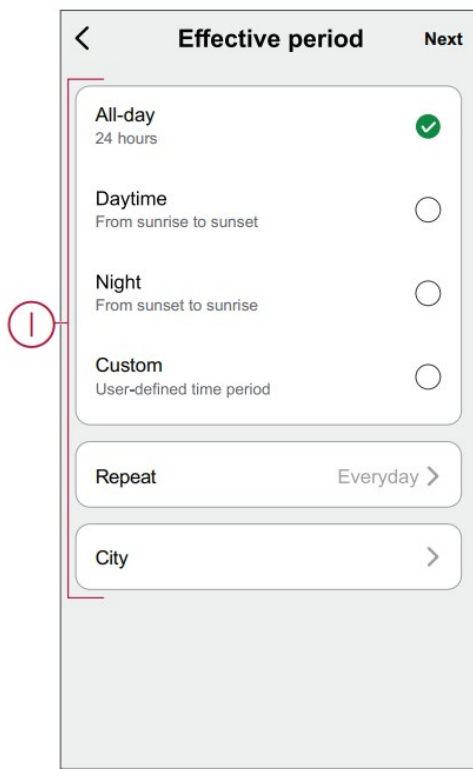 Effective period Next
All-day
24 hours
Daytime
From sunrise to sunset
Night
From sunset to sunrise
I
Custom
User-defined time period
Repeat Everyday
City